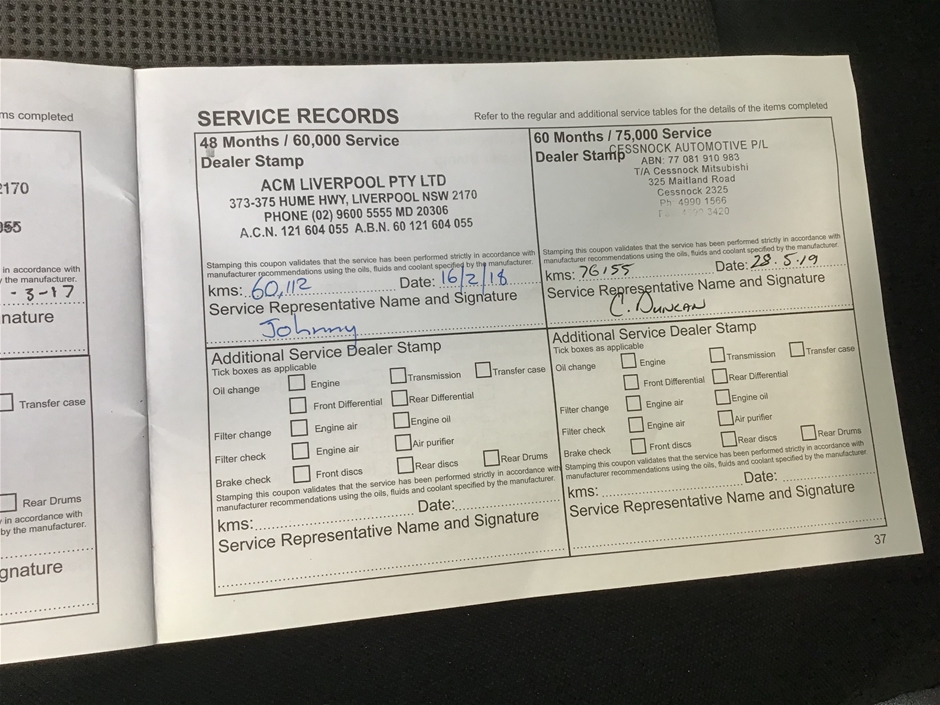 ms completed
2170
in accordance with
y the manufacturer.
-3-17
nature
Transfer case
Rear Drums
in accordance with
by the manufacturer.
gnature
SERVICE RECORDS
Refer to the regular and additional service tables for the details of the items completed
48 Months / 60,000 Service
Dealer Stamp
ACM LIVERPOOL PTY LTD
373-375 HUME HWY, LIVERPOOL NSW 2170
PHONE (02) 9600 5555 MD 20306
A.C.N. 121 604 055 A.B.N. 60 121 604 055
Stamping this coupon validates that the service has been performed strictly in accordance with
manufacturer recommendations using the oils, fluids and coolant specified by the manufacturer.
kms: 60,112 Date: 16/2/18
Service Representative Name and Signature
Johnny
Additional Service Dealer Stamp
Tick boxes as applicable
Oil change Engine Transmission Transfer case
Front Differential Rear Differential
Filter change Engine air Engine oil
Filter check Engine air Air purifier
Brake check Front discs Rear discs Rear Drums
Stamping this coupon validates that the service has been performed strictly in accordance with
manufacturer recommendations using the oils, fluids and coolant specified by the manufacturer.
kms: Date:
Service Representative Name and Signature
60 Months / 75,000 Service
Dealer Stamp
CESSNOCK AUTOMOTIVE P/L
ABN: 77 081 910 983
T/A Cessnock Mitsubishi
325 Maitland Road
Cessnock 2325
Ph: 4990 1566
3420
Stamping this coupon validates that the service has been performed strictly in accordance with
manufacturer recommendations using the oils, fluids and coolant specified by the manufacturer.
kms: 76155 Date: 28.5.19
Service Representative Name and Signature
C. DUNCAN
Additional Service Dealer Stamp
Tick boxes as applicable
Oil change Engine Transmission Transfer case
Front Differential Rear Differential
Filter change Engine air Engine oil
Filter check Engine air Air purifier
Brake check Front discs Rear discs Rear Drums
Stamping this coupon validates that the service has been performed strictly in accordance with
manufacturer recommendations using the oils, fluids and coolant specified by the manufacturer.
kms: Date:
Service Representative Name and Signature
37